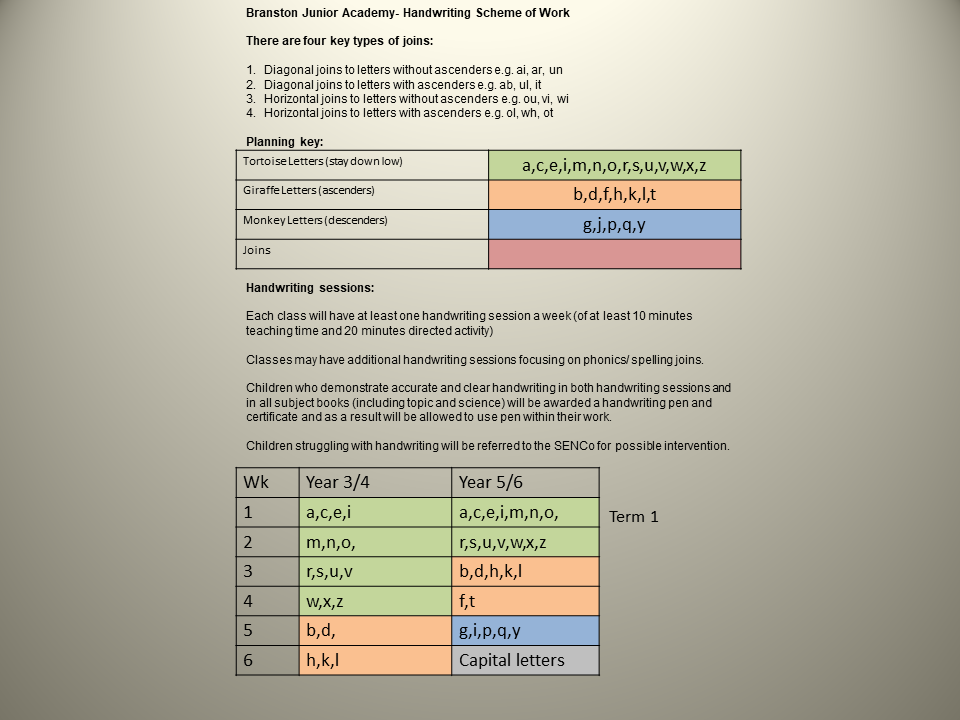 Branston Junior Academy- Handwriting Scheme of Work
There are four key types of joins:
1. Diagonal joins to letters without ascenders e.g. ai, ar, un
2. Diagonal joins to letters with ascenders e.g. ab, ul, it
3. Horizontal joins to letters without ascenders e.g. ou, vi, wi
4. Horizontal joins to letters with ascenders e.g. ol, wh, ot
Planning key:
Tortoise Letters (stay down low) a,c,e,i,m,n,o,r,s,u,v,w,x,z
Giraffe Letters (ascenders) b,d,f,h,k,l,t
Monkey Letters (descenders) g,j,p,q,y
Joins
Handwriting sessions:
Each class will have at least one handwriting session a week (of at least 10 minutes
teaching time and 20 minutes directed activity)
Classes may have additional handwriting sessions focusing on phonics/ spelling joins.
Children who demonstrate accurate and clear handwriting in both handwriting sessions and
in all subject books (including topic and science) will be awarded a handwriting pen and
certificate and as a result will be allowed to use pen within their work.
Children struggling with handwriting will be referred to the SENCo for possible intervention.
Wk Year 3/4 Year 5/6
1 a,c,e,i a,c,e,i,m,n,o, Term 1
2 m,n,o, r,s,u,v,w,x,z
3 r,s,u,v b,d,h,k,l
4 w,x,z f,t
5 b,d, g,i,p,q,y
6 h,k,l Capital letters